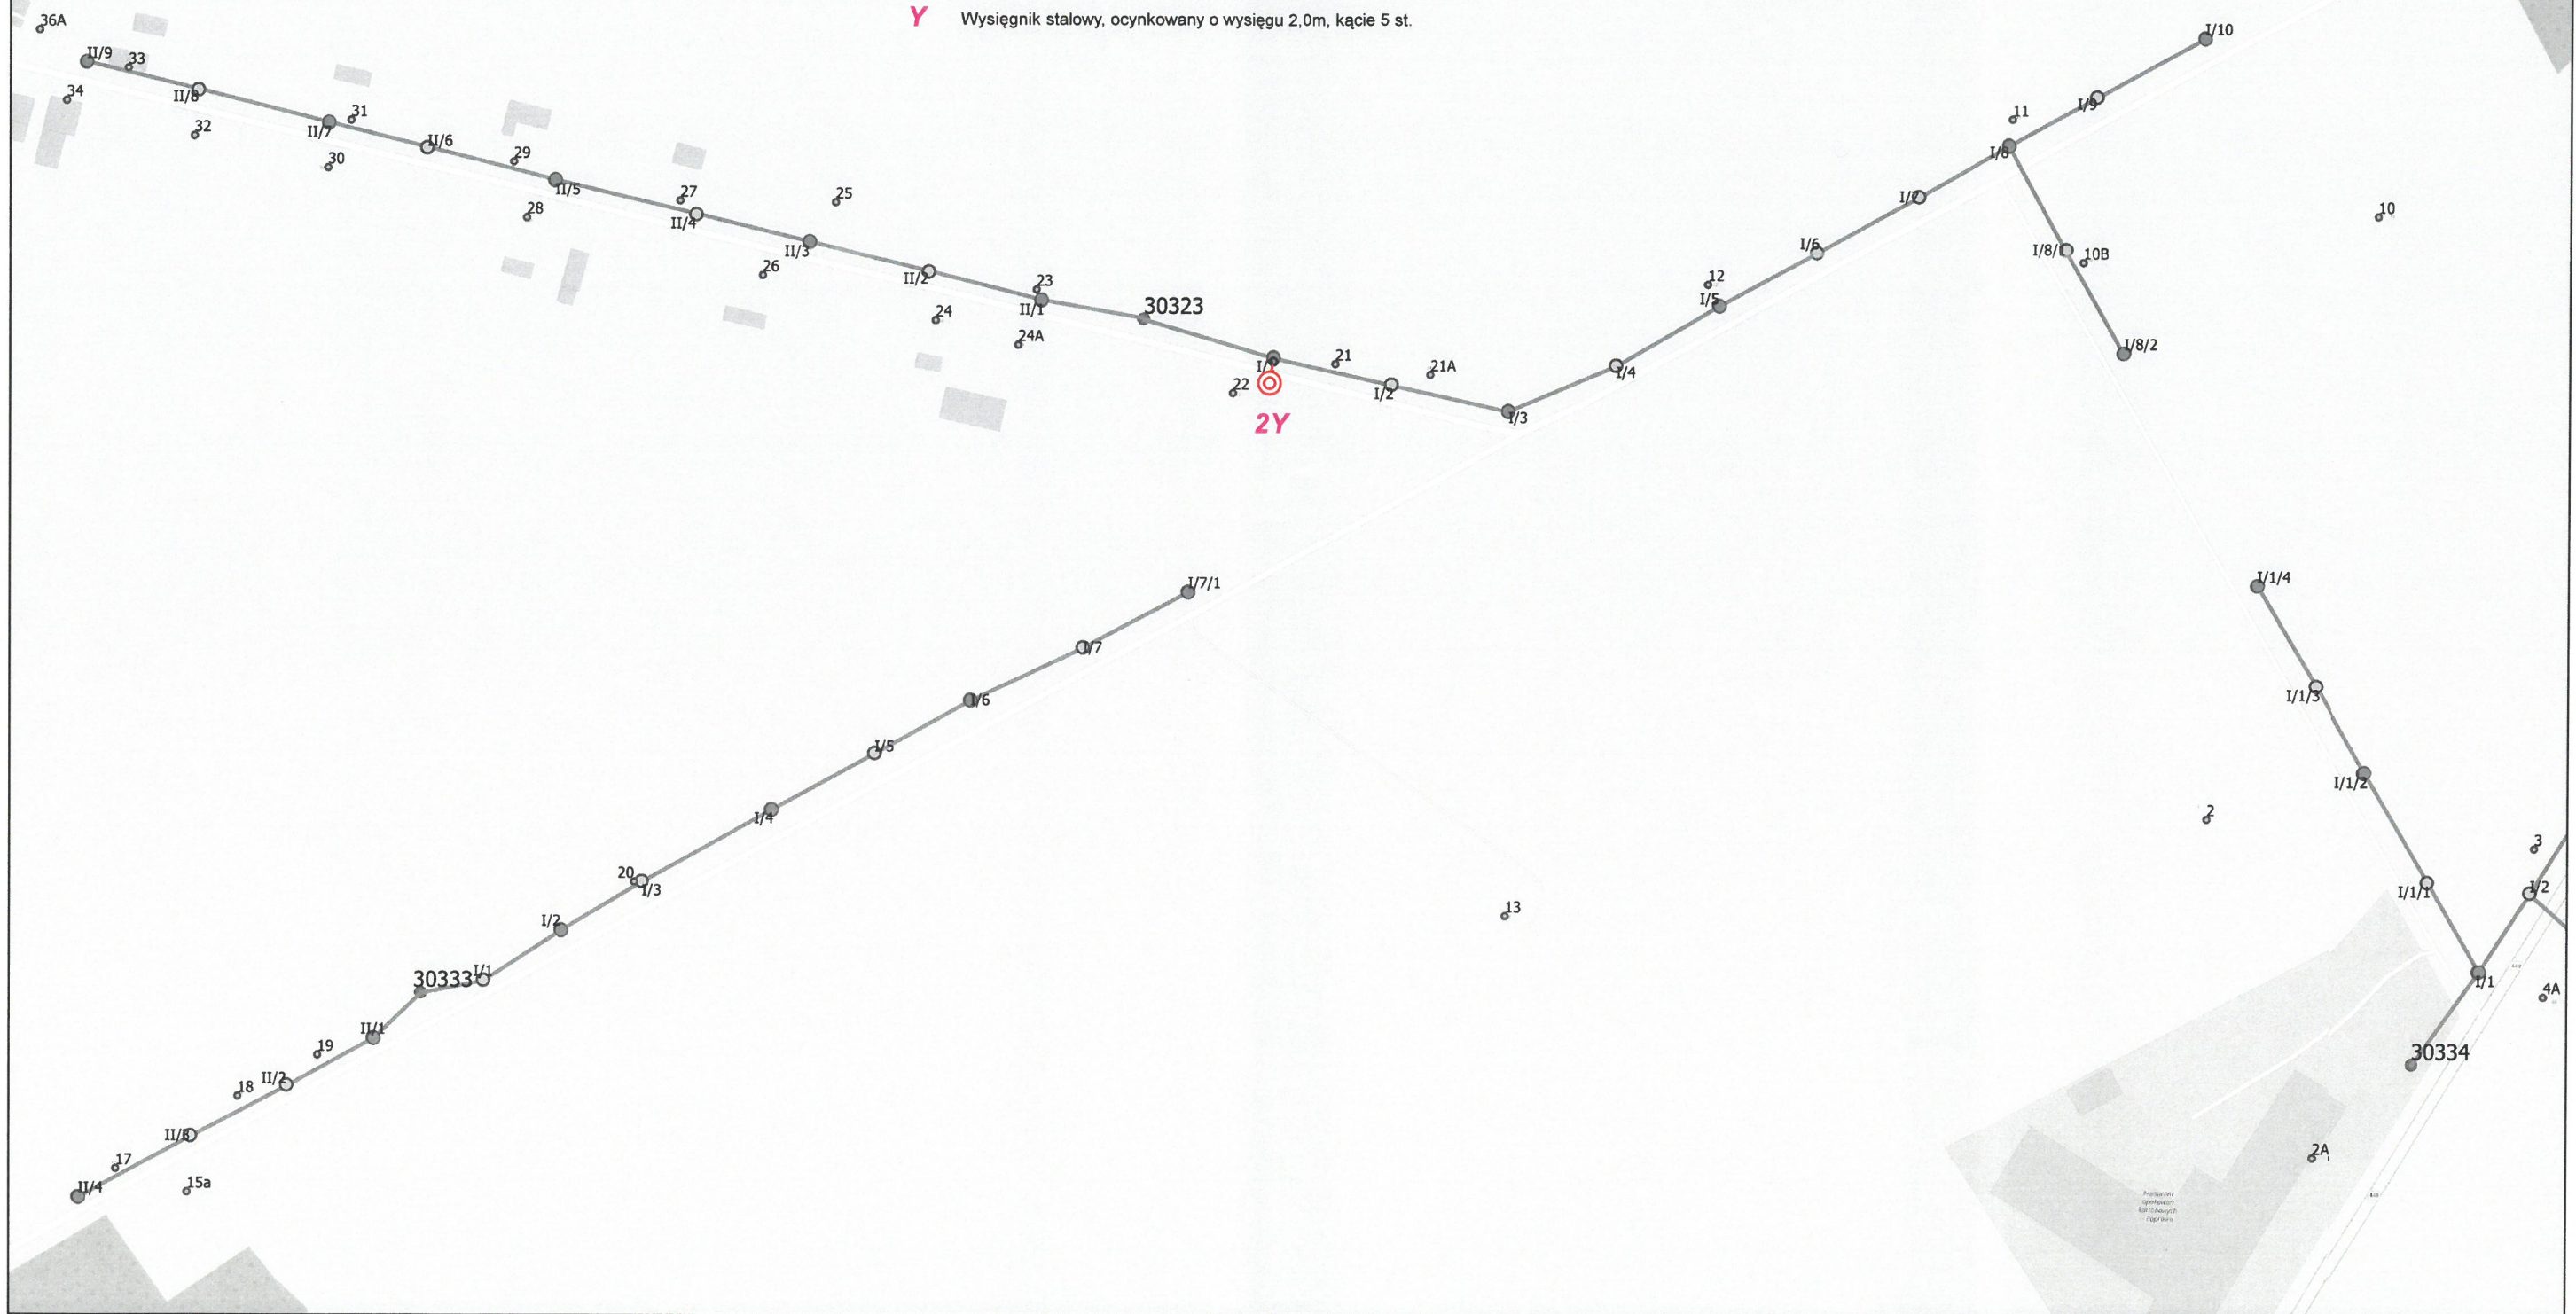 Y Wysięgnik stalowy, ocynkowany o wysięgu 2,0m, kącie 5 st.
36A
I/10
II/9
33
34
II/8
I/9
11
31
32
II/7
II/6
I/8
29
30
II/5
27
25
I/7
28
II/4
10
I/6
II/3
I/8/1
10B
26
II/2
12
23
I/5
30323
II/1
24
24A
I/8/2
I/1
21
21A
I/4
22
I/2
I/3
2Y
I/1/4
I/7/1
I/7
I/1/3
I/6
I/5
I/1/2
I/4
2
3
20
I/3
I/2
I/1/1
13
I/2
30333
I/1
I/1
4A
II/1
19
30334
II/2
18
II/3
2A
17
II/4
15a